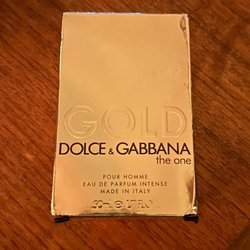 GOLD
DOLCE & GABBANA
the one
POUR HOMME
EAU DE PARFUM INTENSE
MADE IN ITALY